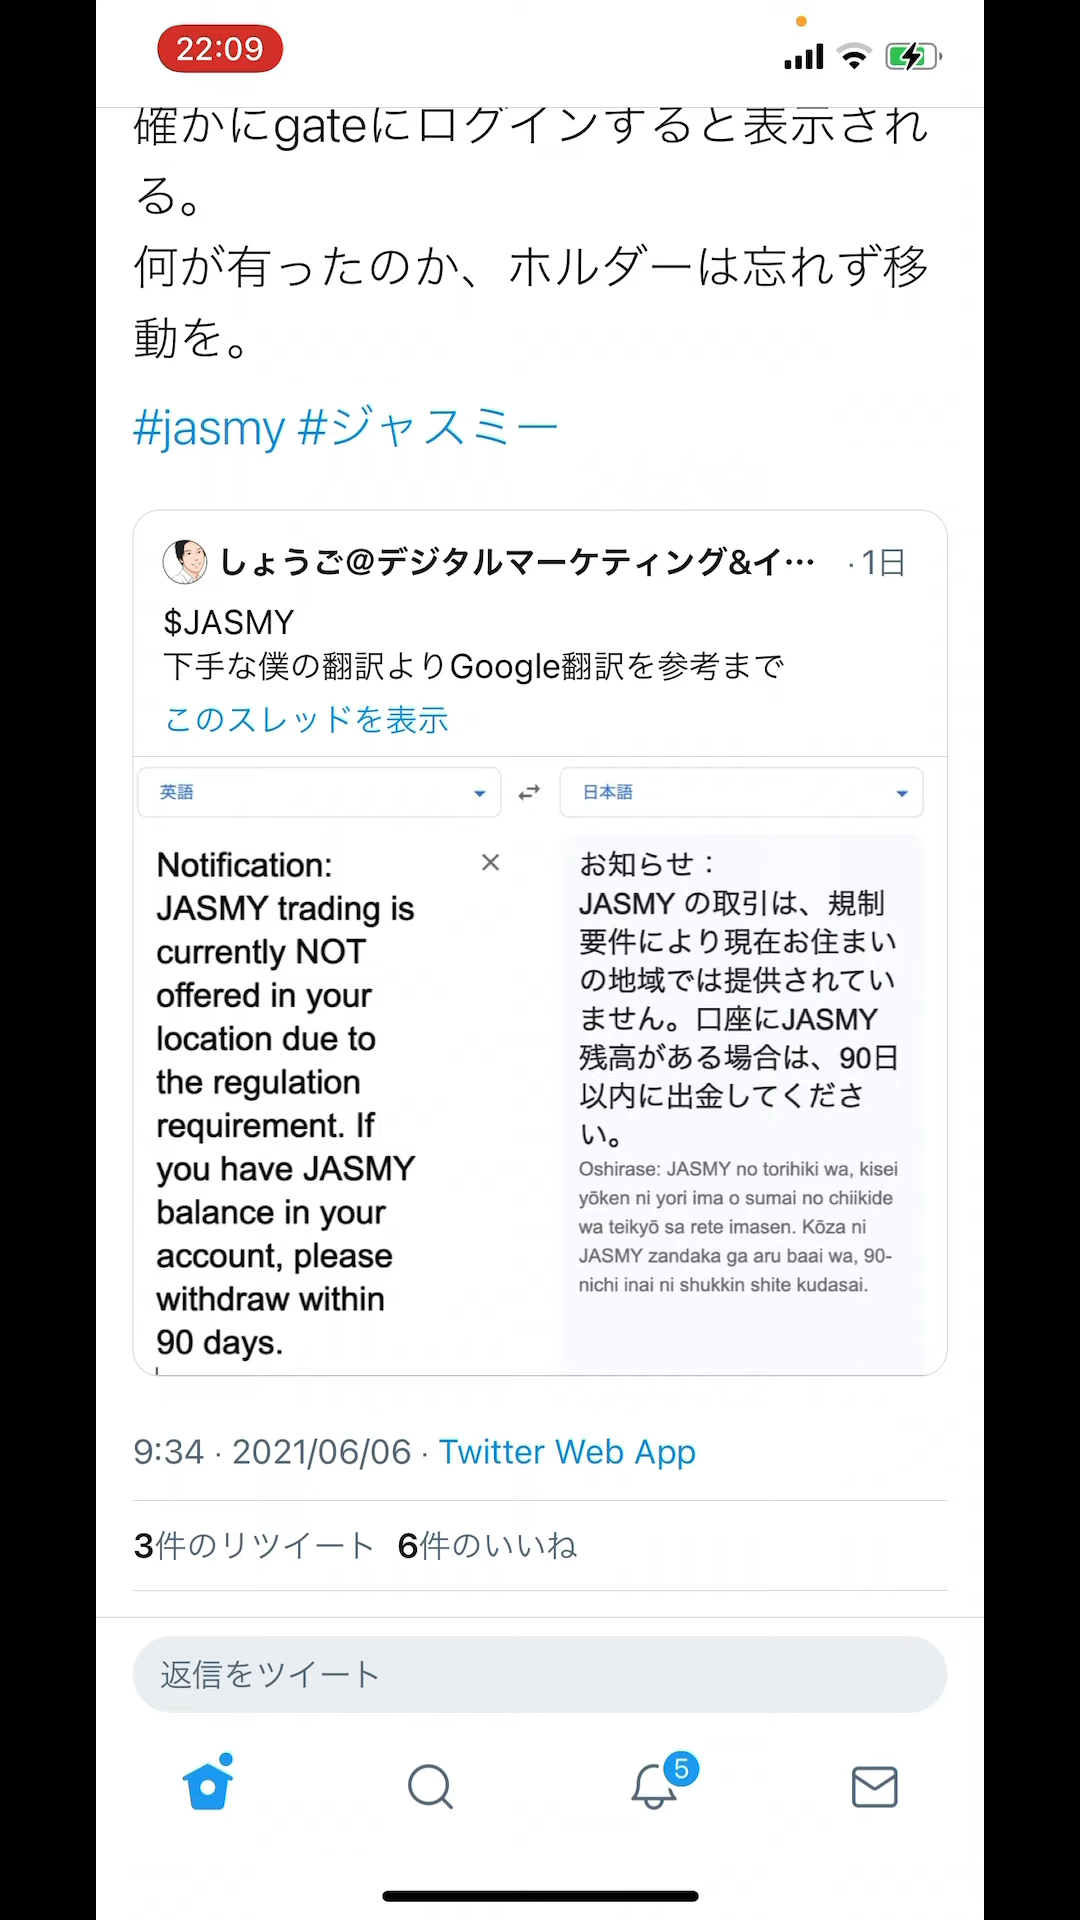 22:09
確かにgateにログインすると表示され
る。
何が有ったのか、ホルダーは忘れず移
動を。
#jasmy #ジャスミー
しょうご@デジタルマーケティング&イ… ·1日
$JASMY
下手な僕の翻訳よりGoogle翻訳を参考まで
このスレッドを表示
英語
日本語
Notification:
JASMY trading is
currently NOT
offered in your
location due to
the regulation
requirement. If
you have JASMY
balance in your
account, please
withdraw within
90 days.
お知らせ：
JASMY の取引は、規制
要件により現在お住まい
の地域では提供されてい
ません。口座にJASMY
残高がある場合は、90日
以内に出金してくださ
い。
Oshirase: JASMY no torihiki wa, kisei
yōken ni yori ima o sumai no chiikide
wa teikyō sa rete imasen. Kōza ni
JASMY zandaka ga aru baai wa, 90-
nichi inai ni shukkin shite kudasai.
9:34 · 2021/06/06 · Twitter Web App
3件のリツイート 6件のいいね
返信をツイート
5